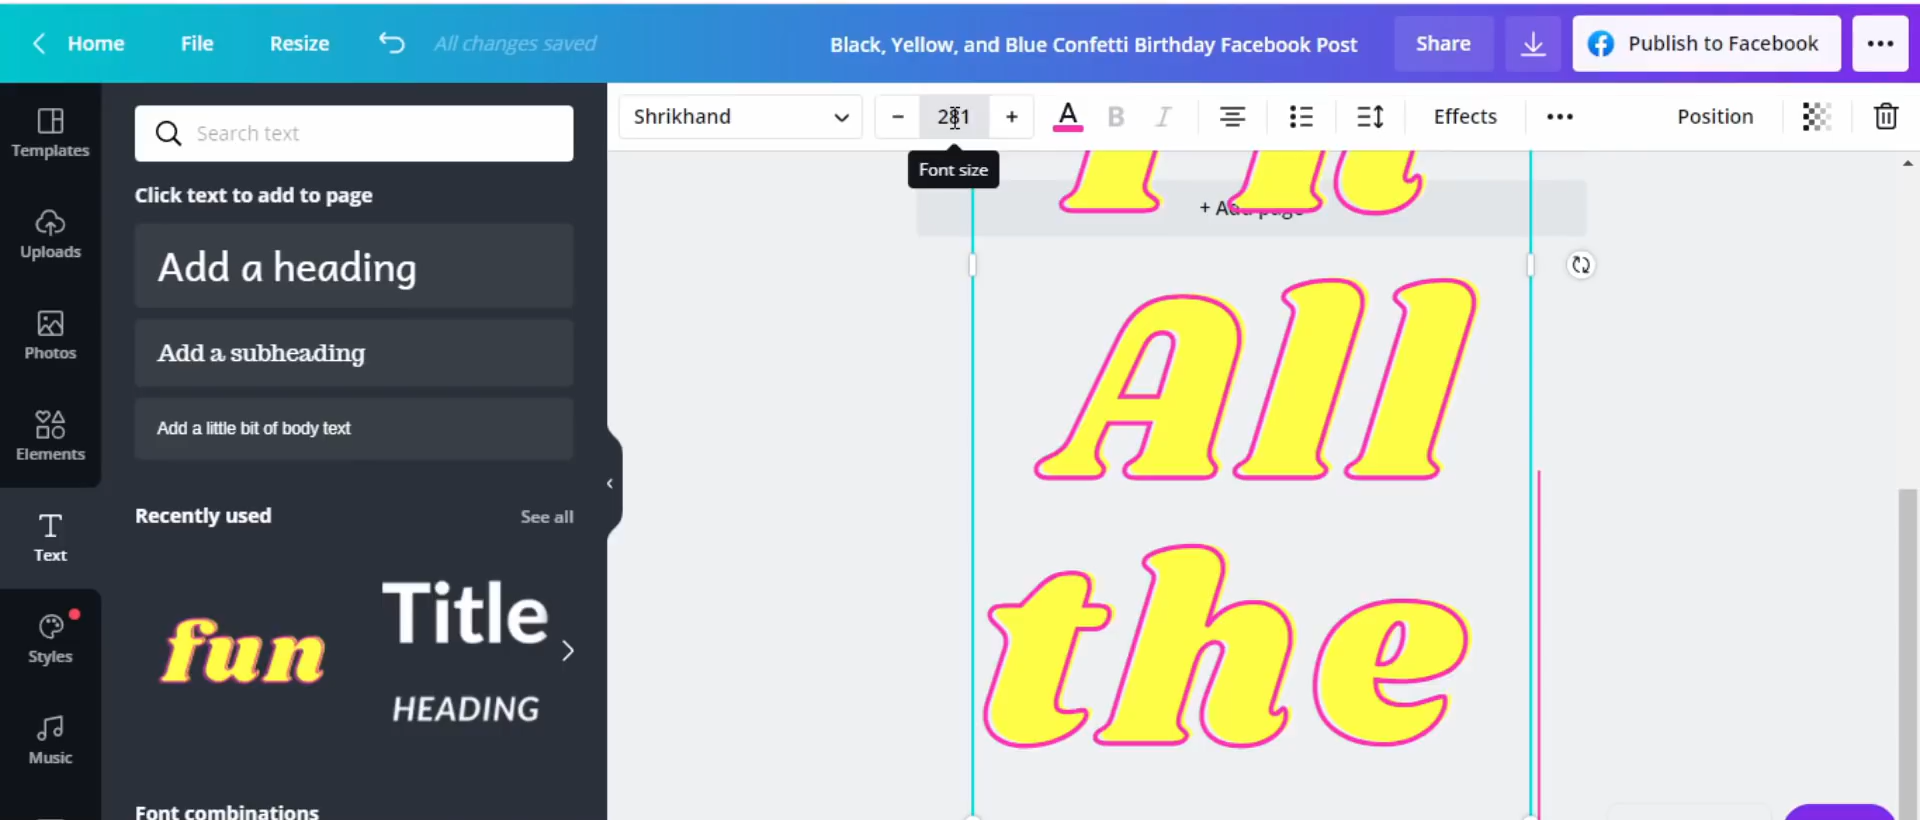 Home File Resize All changes saved Black, Yellow, and Blue Confetti Birthday Facebook Post Share Publish to Facebook
Shrikhand 281 A B I Effects Position
Font size
Templates
Search text
Click text to add to page
+ Add page
Uploads
Add a heading
Photos
Add a subheading
All
Elements
Add a little bit of body text
Recently used See all
Text
the
fun Title
Styles
HEADING
Music
Font combinations